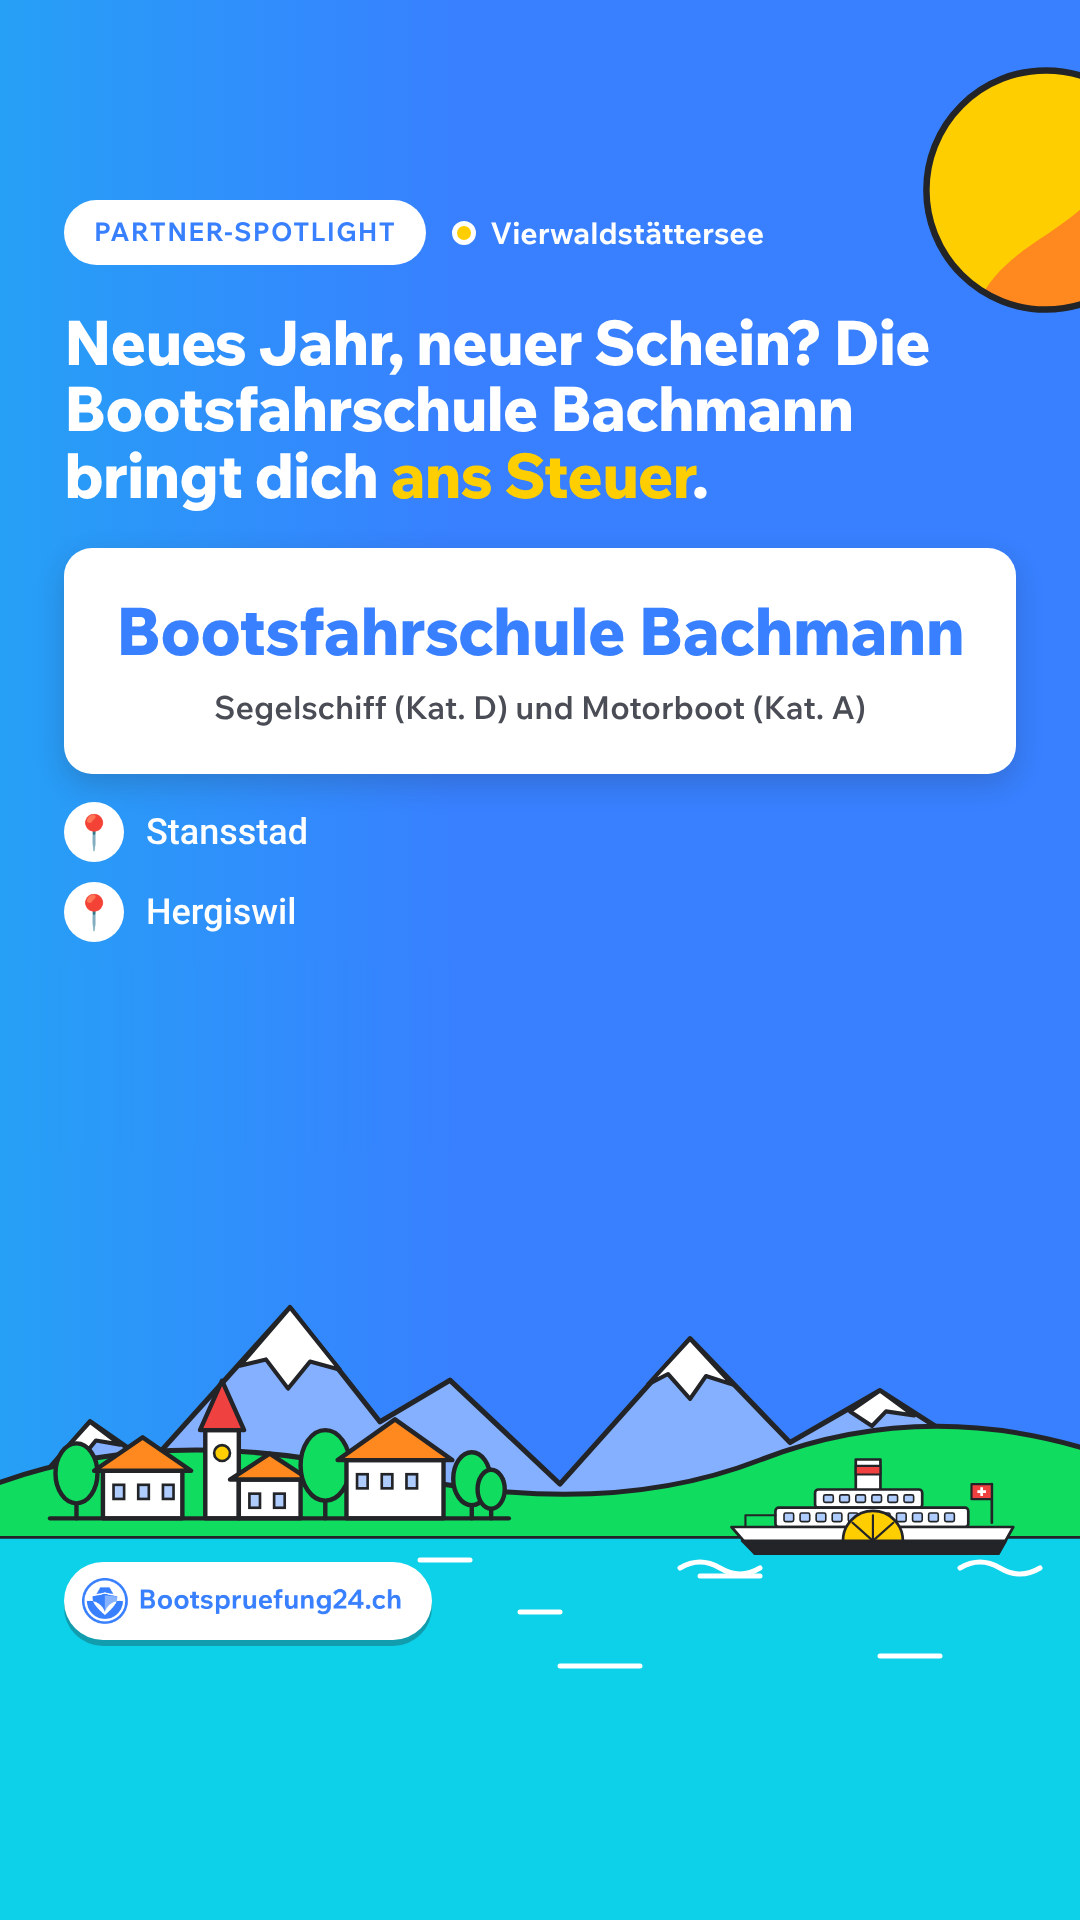 PARTNER-SPOTLIGHT
Vierwaldstättersee
Neues Jahr, neuer Schein? Die
Bootsfahrschule Bachmann
bringt dich ans Steuer.
Bootsfahrschule Bachmann
Segelschiff (Kat. D) und Motorboot (Kat. A)
Stansstad
Hergiswil
Bootspruefung24.ch